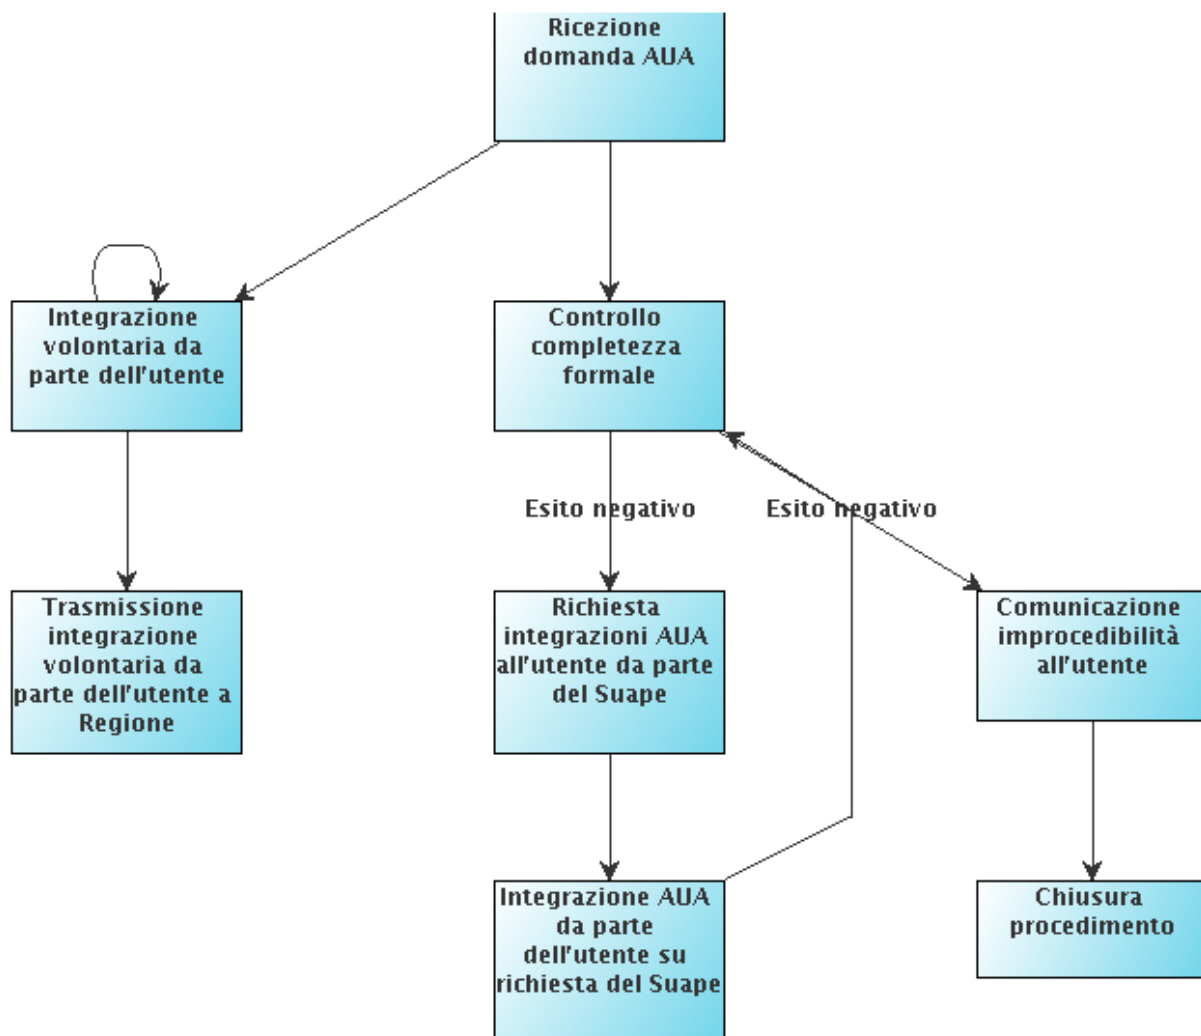 Ricezione
domanda AUA
Integrazione
volontaria da
parte dell'utente
Controllo
completezza
formale
Esito negativo
Esito negativo
Trasmissione
integrazione
volontaria da
parte dell'utente a
Regione
Richiesta
integrazioni AUA
all'utente da parte
del Suape
Comunicazione
improcedibilità
all'utente
Integrazione AUA
da parte
dell'utente su
richiesta del Suape
Chiusura
procedimento